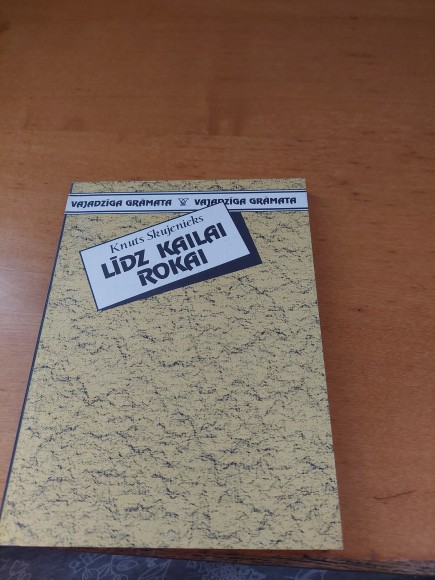 VAJADZĪGA GRĀMATA VAJADZĪGA GRĀMATA
Knuts Skujenieks
LĪDZ KAILAI
ROKAI